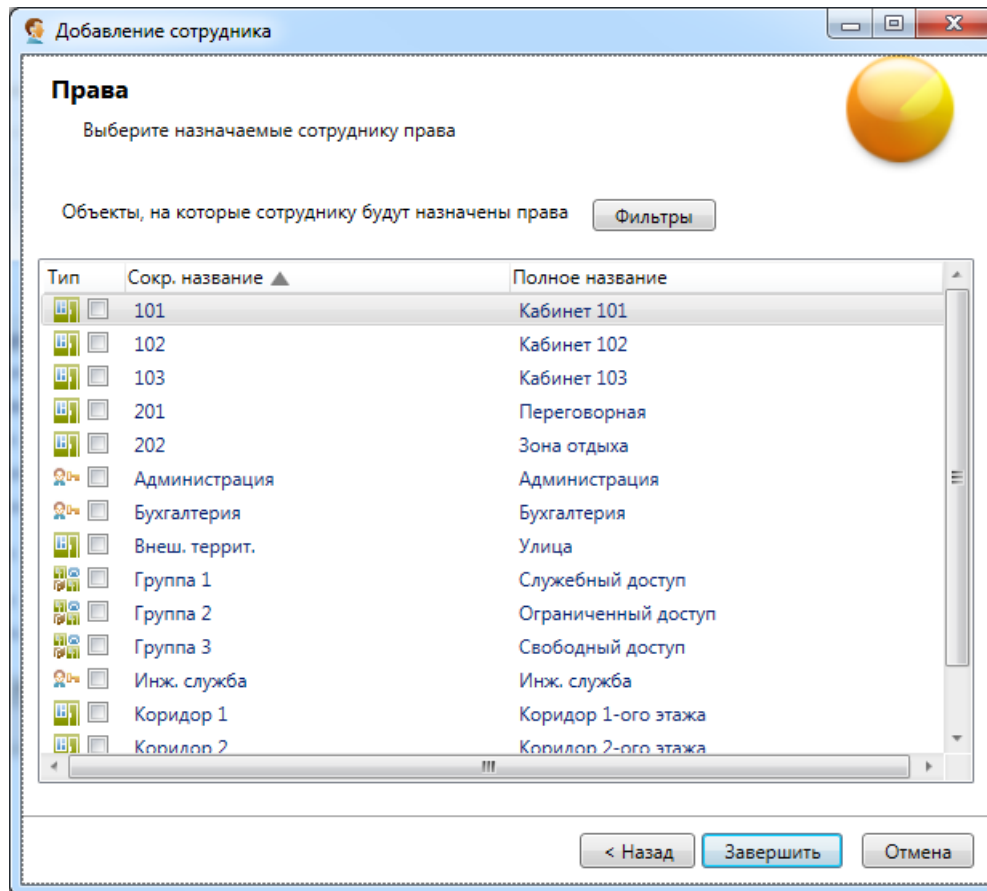 Добавление сотрудника
Права
Выберите назначаемые сотруднику права
Объекты, на которые сотруднику будут назначены права Фильтры
Тип Сокр. название Полное название
101 Кабинет 101
102 Кабинет 102
103 Кабинет 103
201 Переговорная
202 Зона отдыха
Администрация Администрация
Бухгалтерия Бухгалтерия
Внеш. террит. Улица
Группа 1 Служебный доступ
Группа 2 Ограниченный доступ
Группа 3 Свободный доступ
Инж. служба Инж. служба
Коридор 1 Коридор 1-ого этажа
Коридор 2 Коридор 2-ого этажа
< Назад Завершить Отмена